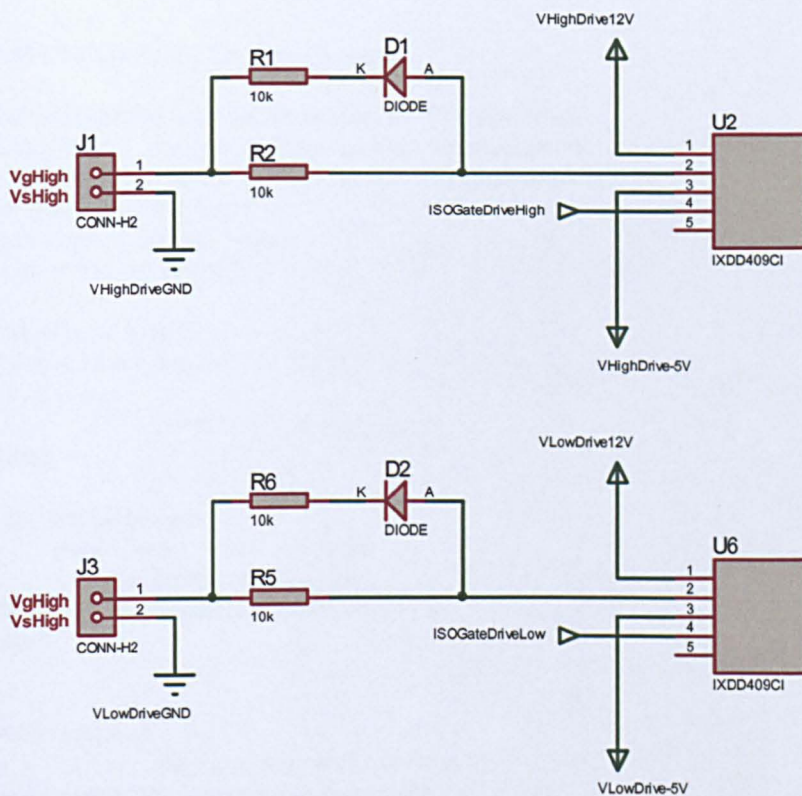 VHighDrive12V
R1
10k
K
D1
A
DIODE
U2
J1
VgHigh
VsHigh
1
2
CONN-H2
R2
10k
1
2
3
4
5
ISOGateDriveHigh
IXDD409CI
VHighDriveGND
VHighDrive-5V
VLowDrive12V
R6
10k
K
D2
A
DIODE
U6
J3
VgHigh
VsHigh
1
2
CONN-H2
R5
10k
1
2
3
4
5
ISOGateDriveLow
IXDD409CI
VLowDriveGND
VLowDrive-5V